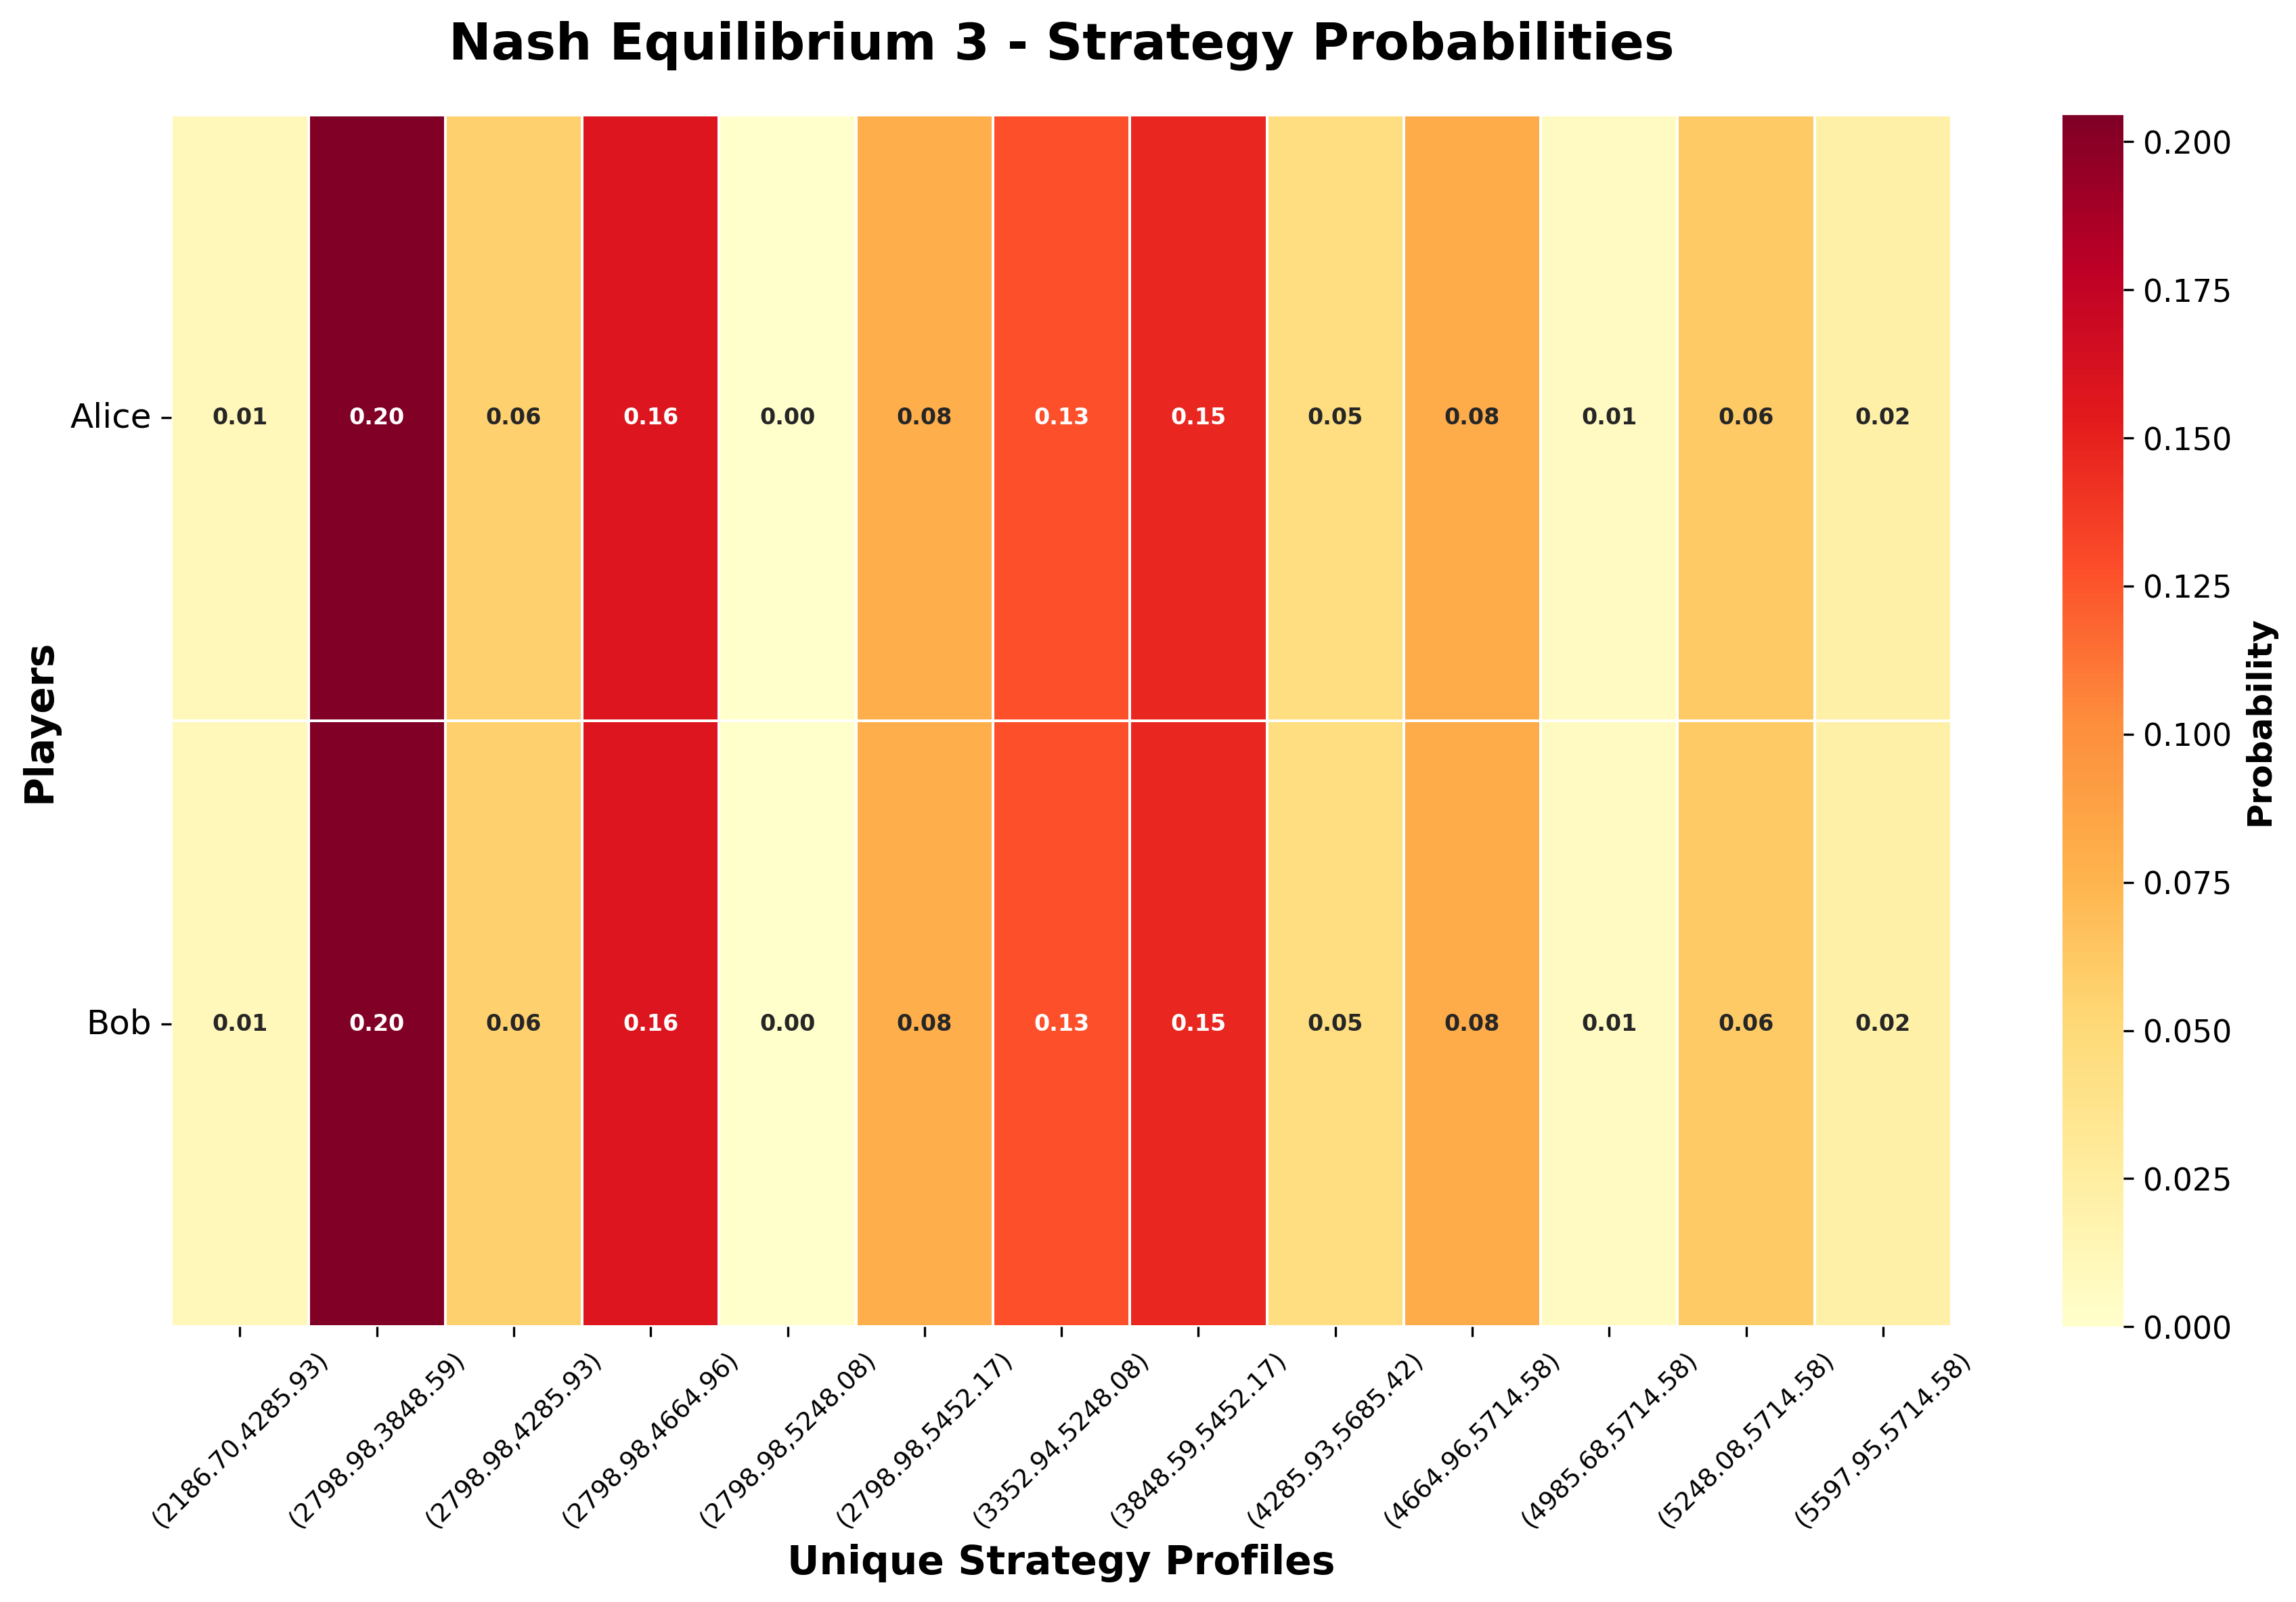 Nash Equilibrium 3 - Strategy Probabilities
Players
Alice
0.01 0.20 0.06 0.16 0.00 0.08 0.13 0.15 0.05 0.08 0.01 0.06 0.02
Bob
0.01 0.20 0.06 0.16 0.00 0.08 0.13 0.15 0.05 0.08 0.01 0.06 0.02
(2186.70,4285.93)
(2798.98,3848.59)
(2798.98,4285.93)
(2798.98,4664.96)
(2798.98,5248.08)
(2798.98,5452.17)
(3352.94,5248.08)
(3848.59,5452.17)
(4285.93,5685.42)
(4664.96,5714.58)
(4985.68,5714.58)
(5248.08,5714.58)
(5597.95,5714.58)
Unique Strategy Profiles
0.200
0.175
0.150
0.125
0.100
0.075
0.050
0.025
0.000
Probability